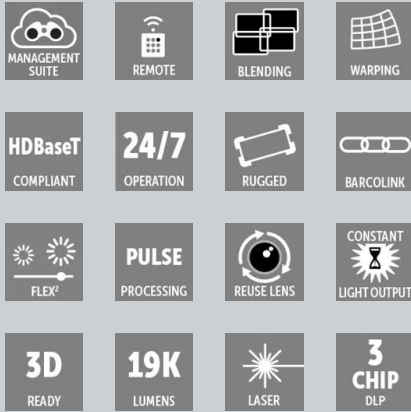 MANAGEMENT
SUITE
REMOTE
BLENDING
WARPING
HDBaseT
COMPLIANT
24/7
OPERATION
RUGGED
BARCOLINK
FLEX²
PULSE
PROCESSING
REUSE LENS
CONSTANT
LIGHT OUTPUT
3D
READY
19K
LUMENS
LASER
3
CHIP
DLP